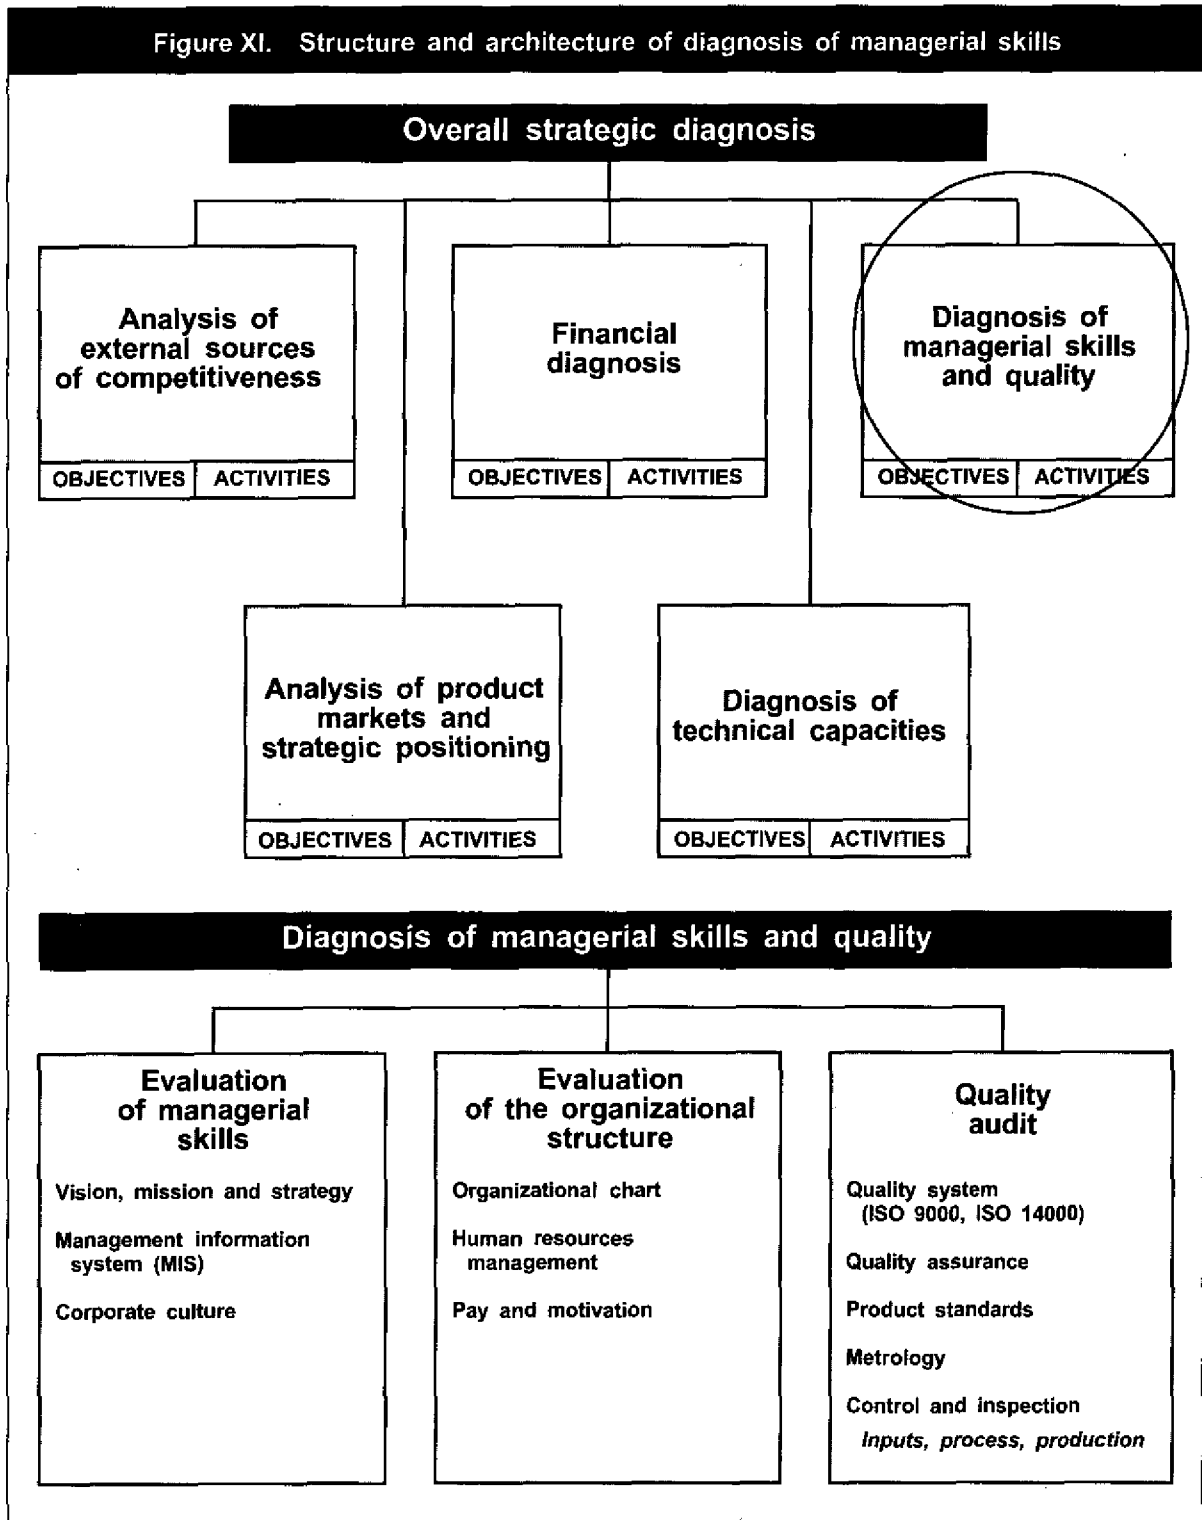 Figure XI. Structure and architecture of diagnosis of managerial skills
Overall strategic diagnosis
Analysis of
external sources
of competitiveness
OBJECTIVES ACTIVITIES
Financial
diagnosis
OBJECTIVES ACTIVITIES
Diagnosis of
managerial skills
and quality
OBJECTIVES ACTIVITIES
Analysis of product
markets and
strategic positioning
OBJECTIVES ACTIVITIES
Diagnosis of
technical capacities
OBJECTIVES ACTIVITIES
Diagnosis of managerial skills and quality
Evaluation
of managerial
skills
Vision, mission and strategy
Management information
system (MIS)
Corporate culture
Evaluation
of the organizational
structure
Organizational chart
Human resources
management
Pay and motivation
Quality
audit
Quality system
(ISO 9000, ISO 14000)
Quality assurance
Product standards
Metrology
Control and inspection
Inputs, process, production